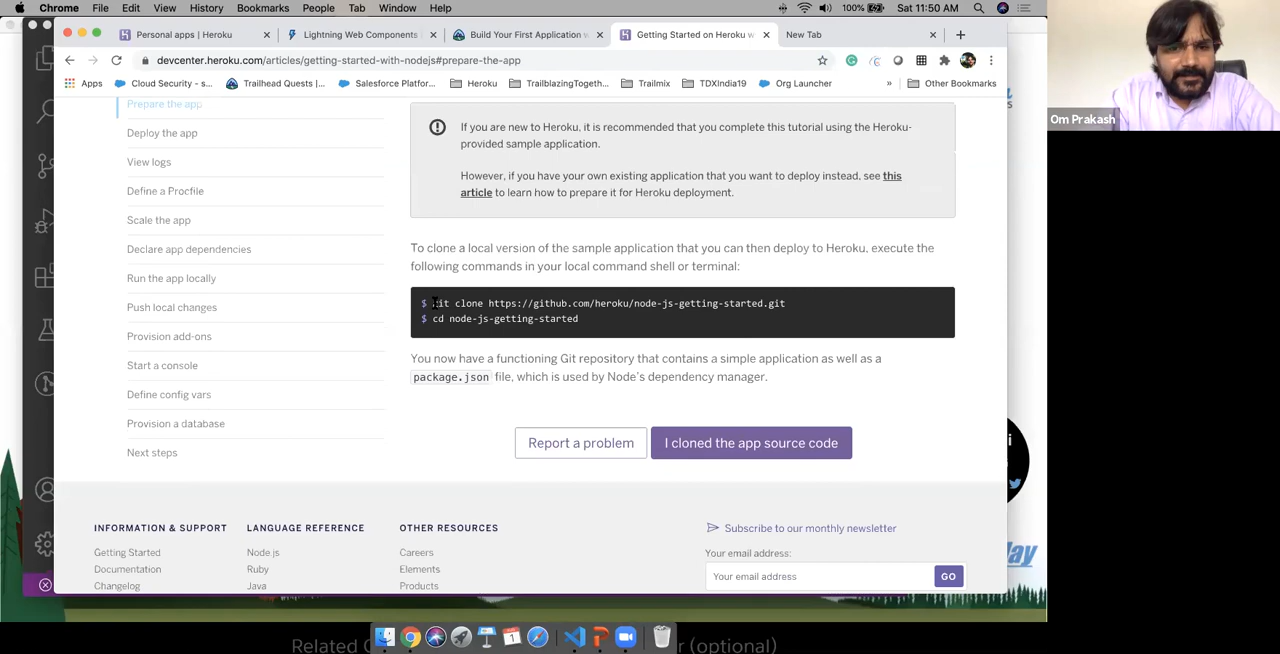 Chrome File Edit View History Bookmarks People Tab Window Help
100% Sat 11:50 AM
Personal apps | Heroku
Lightning Web Components
Build Your First Application w
Getting Started on Heroku w
New Tab
devcenter.heroku.com/articles/getting-started-with-nodejs#prepare-the-app
Apps
Cloud Security - s...
Trailhead Quests |...
Salesforce Platfor...
Heroku
TrailblazingTogeth...
Trailmix
TDXIndia19
Org Launcher
»
Other Bookmarks
Om Prakash
Prepare the app
Deploy the app
View logs
Define a Procfile
Scale the app
Declare app dependencies
Run the app locally
Push local changes
Provision add-ons
Start a console
Define config vars
Provision a database
Next steps
If you are new to Heroku, it is recommended that you complete this tutorial using the Heroku-
provided sample application.
However, if you have your own existing application that you want to deploy instead, see this
article to learn how to prepare it for Heroku deployment.
To clone a local version of the sample application that you can then deploy to Heroku, execute the
following commands in your local command shell or terminal:
$ git clone https://github.com/heroku/node-js-getting-started.git
$ cd node-js-getting-started
You now have a functioning Git repository that contains a simple application as well as a
package.json file, which is used by Node's dependency manager.
Report a problem
I cloned the app source code
INFORMATION & SUPPORT
Getting Started
Documentation
Changelog
LANGUAGE REFERENCE
Node.js
Ruby
Java
OTHER RESOURCES
Careers
Elements
Products
Subscribe to our monthly newsletter
Your email address:
Your email address
GO
(optional)